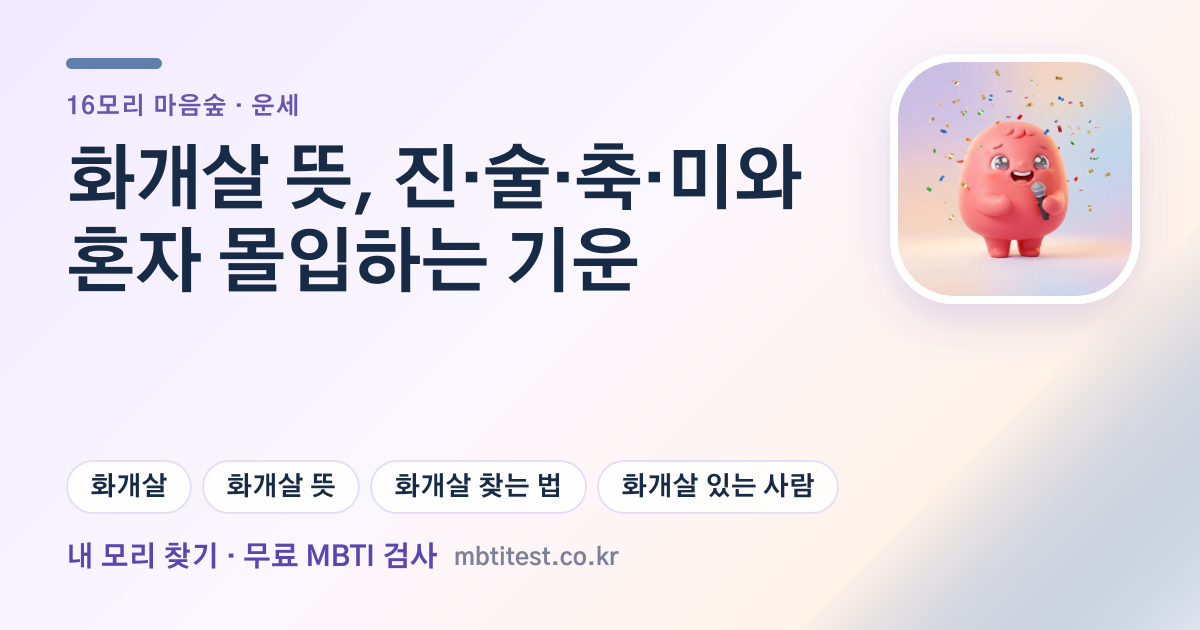 16모리 마음숲 · 운세
화개살 뜻, 진·술·축·미와
혼자 몰입하는 기운
화개살 화개살 뜻 화개살 찾는 법 화개살 있는 사람
내 모리 찾기 · 무료 MBTI 검사 mbtitest.co.kr